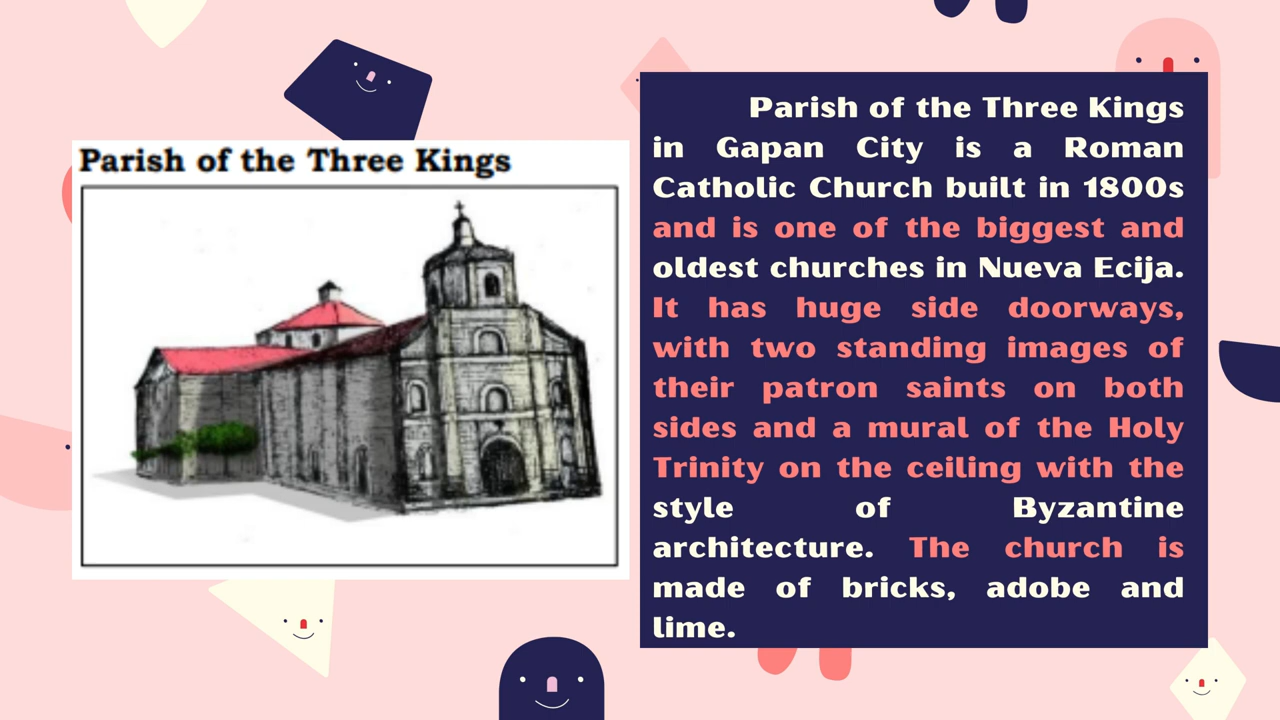 Parish of the Three Kings
Parish of the Three Kings
in Gapan City is a Roman
Catholic Church built in 1800s
and is one of the biggest and
oldest churches in Nueva Ecija.
It has huge side doorways,
with two standing images of
their patron saints on both
sides and a mural of the Holy
Trinity on the ceiling with the
style of Byzantine
architecture. The church is
made of bricks, adobe and
lime.